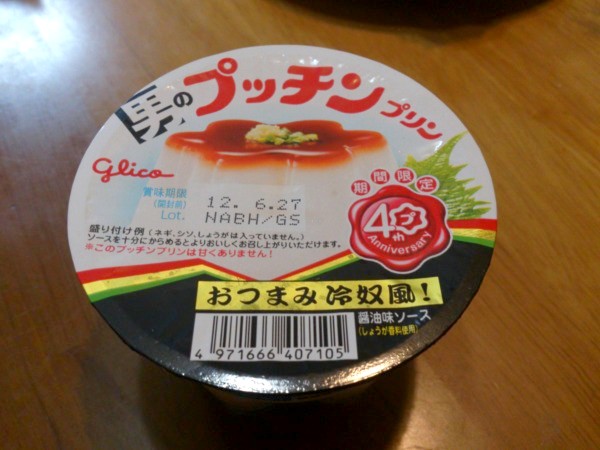 男のプッチンプリン
glico
賞味期限
(開封前)
Lot.
12. 6.27
NABH/GS
期間限定
40プ
th
Anniversary
盛り付け例(ネギ、シソ、しょうがは入っていません。)
ソースを十分にからめるとよりおいしくお召し上がりいただけます。
※このプッチンプリンは甘くありません!
おつまみ冷奴風!
醤油味ソース
(しょうが香料使用)
4 971666 407105